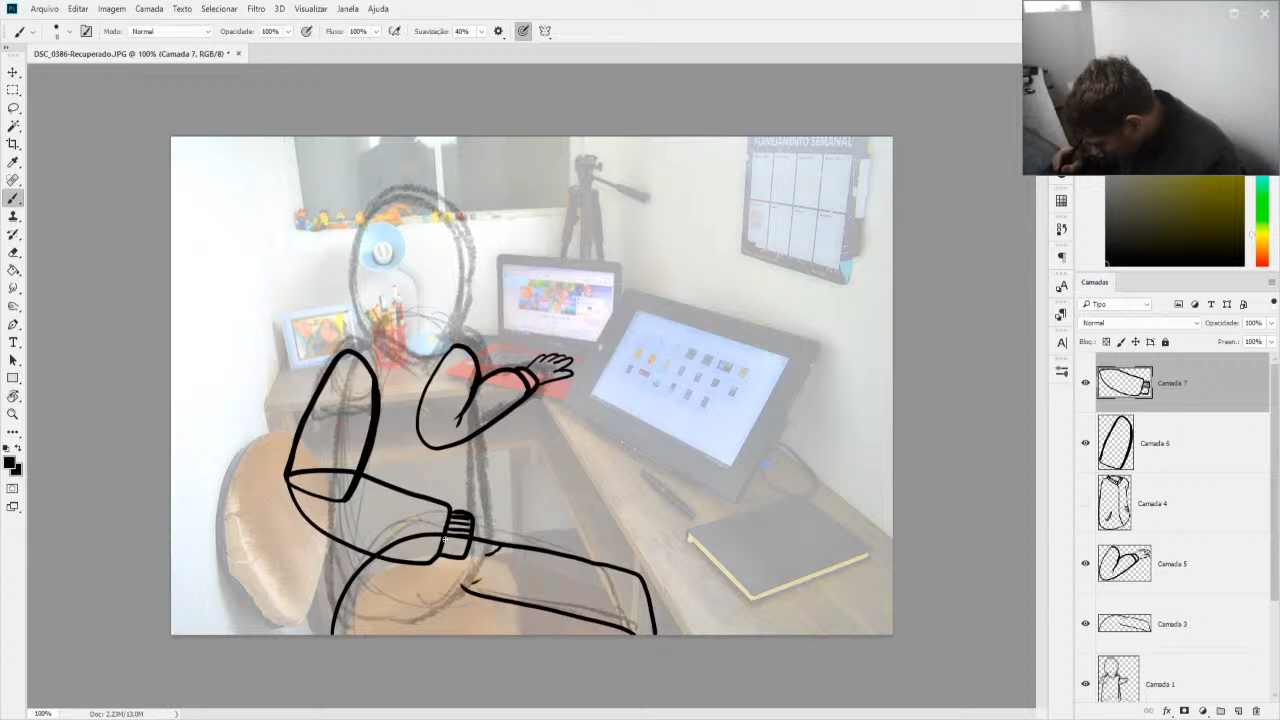 Arquivo Editar Imagem Camada Texto Selecionar Filtro 3D Visualizar Janela Ajuda
8 Modo: Normal Opacidade: 100% Fluxo: 100% Suavização: 40%
DSC_0386-Recuperado.JPG @ 100% (Camada 7, RGB/8) * ×
PLANEJAMENTO SEMANAL
Camadas
Tipo
Normal Opacidade: 100%
Bloq.: Preen.: 100%
Camada 7
Camada 6
Camada 4
Camada 5
Camada 3
Camada 1
100% Doc: 2,23M/13,0M